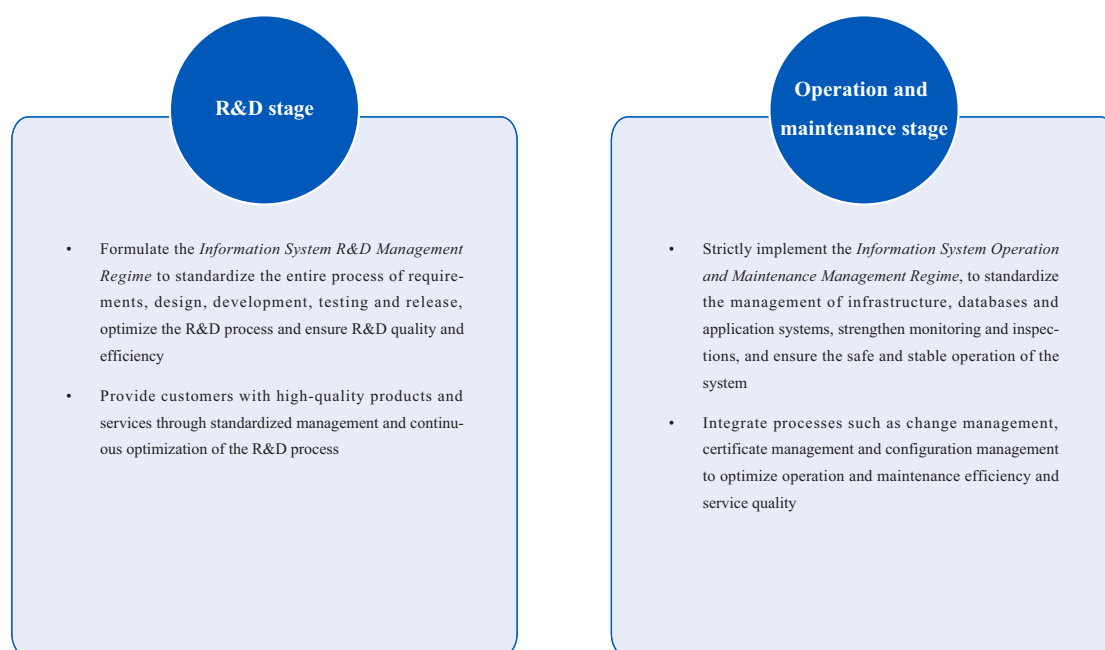 R&D stage
• Formulate the Information System R&D Management
Regime to standardize the entire process of require-
ments, design, development, testing and release,
optimize the R&D process and ensure R&D quality and
efficiency
• Provide customers with high-quality products and
services through standardized management and continu-
ous optimization of the R&D process
Operation and
maintenance stage
• Strictly implement the Information System Operation
and Maintenance Management Regime, to standardize
the management of infrastructure, databases and
application systems, strengthen monitoring and inspec-
tions, and ensure the safe and stable operation of the
system
• Integrate processes such as change management,
certificate management and configuration management
to optimize operation and maintenance efficiency and
service quality